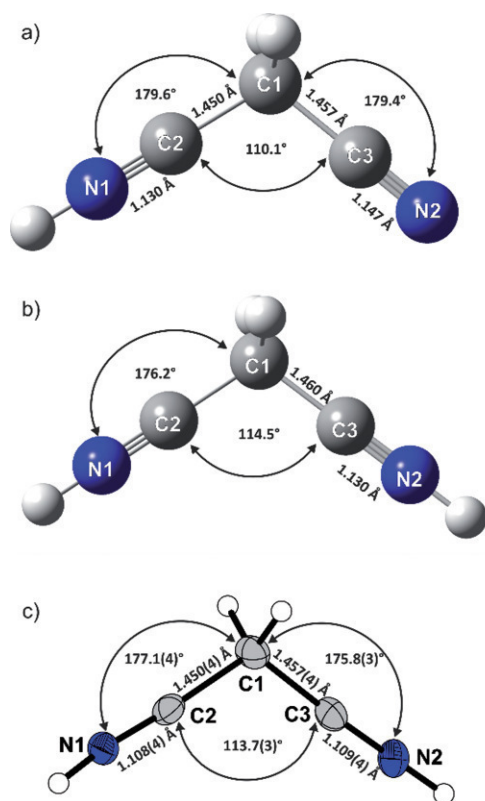 a)
C1
179.6°
1.450 Å
1.457 Å
179.4°
C2
110.1°
C3
N1
1.130 Å
1.147 Å
N2
b)
C1
176.2°
1.460 Å
C2
114.5°
C3
N1
1.130 Å
N2
c)
177.1(4)°
1.450(4) Å
C1
1.457(4) Å
175.8(3)°
N1
C2
C3
N2
1.108(4) Å
113.7(3)°
1.109(4) Å